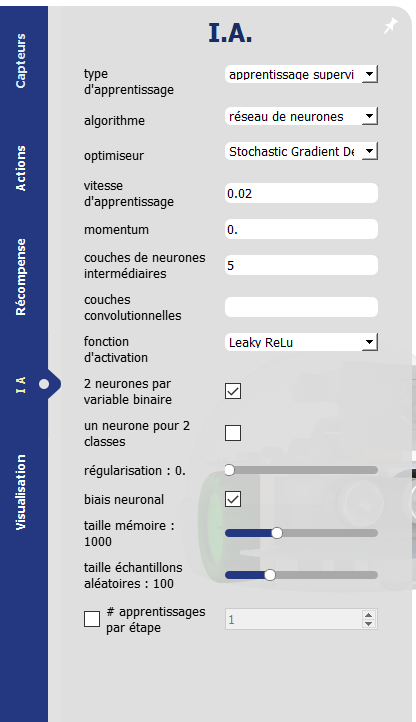 I.A.
Capteurs
Actions
Récompense
I A
Visualisation
type
d'apprentissage
apprentissage supervi
algorithme
réseau de neurones
optimiseur
Stochastic Gradient De
vitesse
d'apprentissage
0.02
momentum
0.
couches de neurones
intermédiaires
5
couches
convolutionnelles
fonction
d'activation
Leaky ReLu
2 neurones par
variable binaire
un neurone pour 2
classes
régularisation : 0.
biais neuronal
taille mémoire :
1000
taille échantillons
aléatoires : 100
# apprentissages
par étape
1